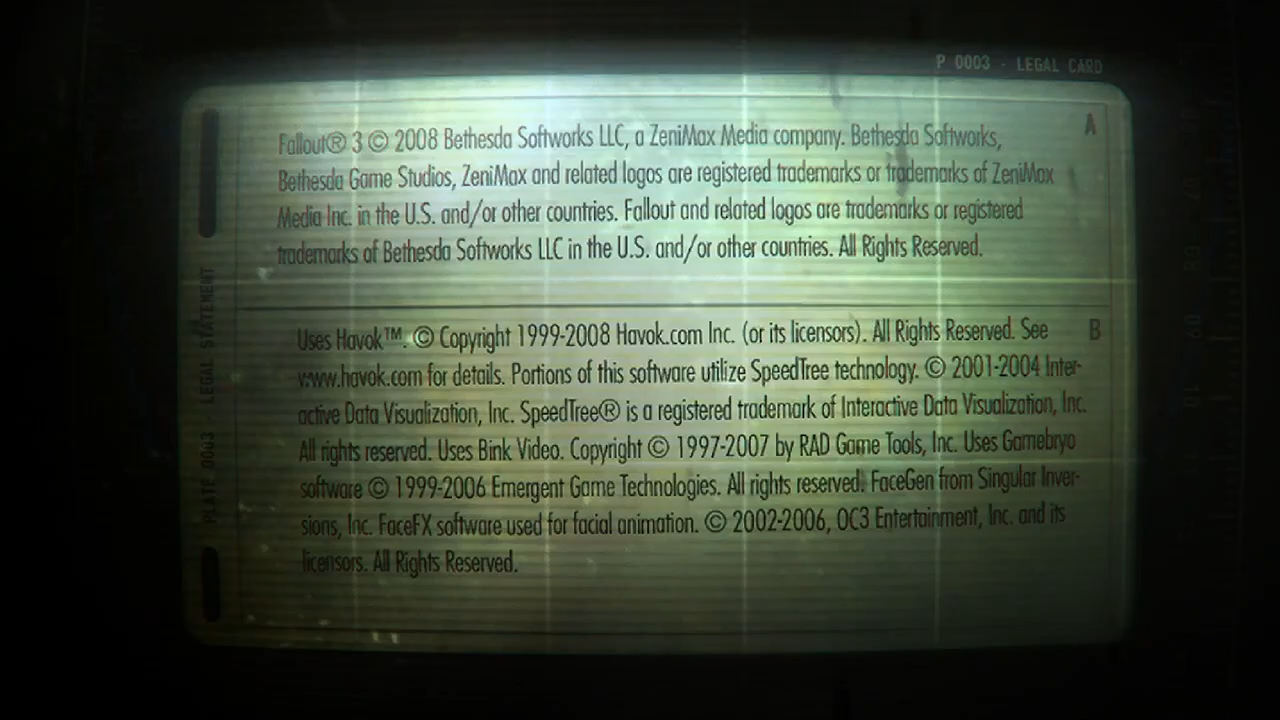 P 0003 - LEGAL CARD
A
Fallout® 3 © 2008 Bethesda Softworks LLC, a ZeniMax Media company. Bethesda Softworks,
Bethesda Game Studios, ZeniMax and related logos are registered trademarks or trademarks of ZeniMax
Media Inc. in the U.S. and/or other countries. Fallout and related logos are trademarks or registered
trademarks of Bethesda Softworks LLC in the U.S. and/or other countries. All Rights Reserved.
B
Uses Havok™. © Copyright 1999-2008 Havok.com Inc. (or its licensors). All Rights Reserved. See
www.havok.com for details. Portions of this software utilize SpeedTree technology. © 2001-2004 Inter-
active Data Visualization, Inc. SpeedTree® is a registered trademark of Interactive Data Visualization, Inc.
All rights reserved. Uses Bink Video. Copyright © 1997-2007 by RAD Game Tools, Inc. Uses Gamebryo
software © 1999-2006 Emergent Game Technologies. All rights reserved. FaceGen from Singular Inver-
sions, Inc. FaceFX software used for facial animation. © 2002-2006, OC3 Entertainment, Inc. and its
licensors. All Rights Reserved.
PLATE 0003 - LEGAL STATEMENT